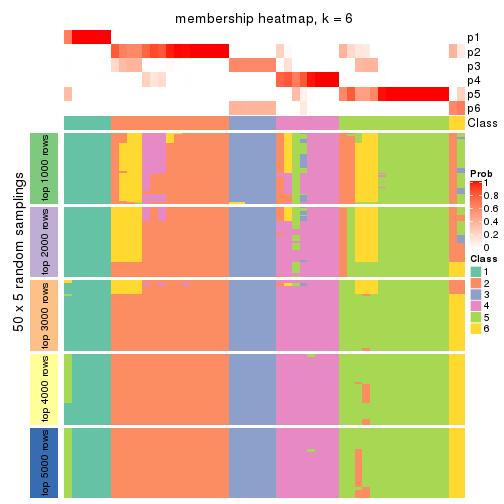 membership heatmap, k = 6
p1
p2
p3
p4
p5
p6
Class
50 x 5 random samplings
top 1000 rows
top 2000 rows
top 3000 rows
top 4000 rows
top 5000 rows
Prob
1
0.8
0.6
0.4
0.2
0
Class
1
2
3
4
5
6